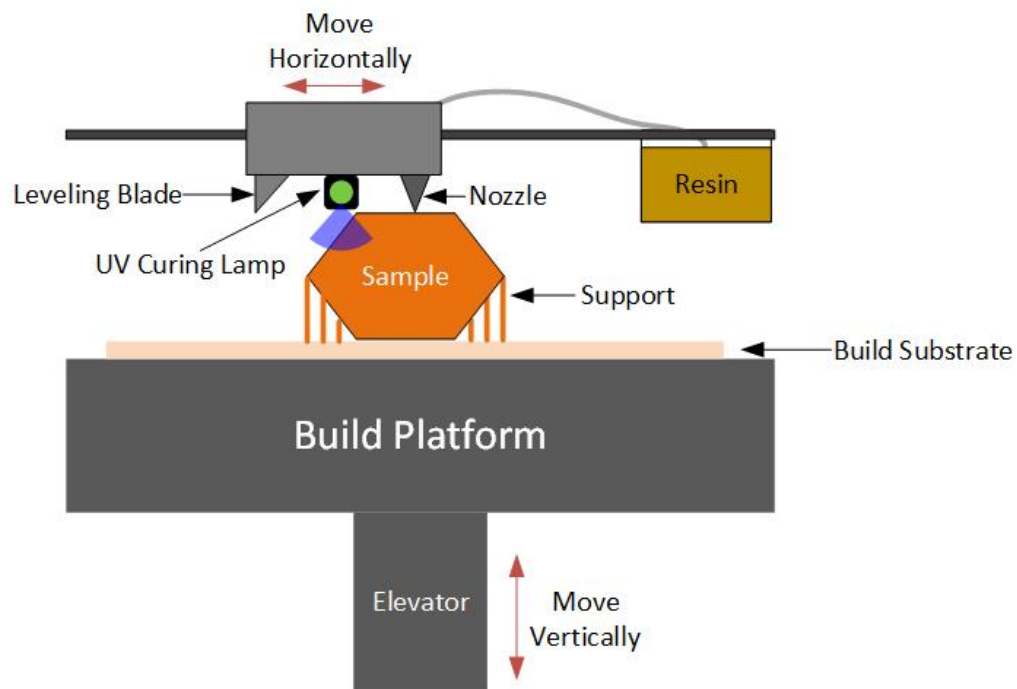 Move
Horizontally
Leveling Blade
Nozzle
Resin
UV Curing Lamp
Sample
Support
Build Substrate
Build Platform
Elevator
Move
Vertically